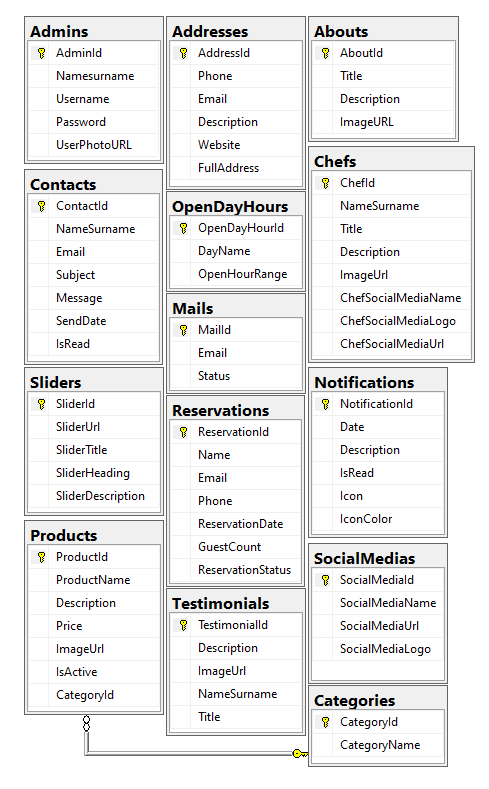 Admins
AdminId
Namesurname
Username
Password
UserPhotoURL
Addresses
AddressId
Phone
Email
Description
Website
FullAddress
Abouts
AboutId
Title
Description
ImageURL
Contacts
ContactId
NameSurname
Email
Subject
Message
SendDate
IsRead
OpenDayHours
OpenDayHourId
DayName
OpenHourRange
Chefs
ChefId
NameSurname
Title
Description
ImageUrl
ChefSocialMediaName
ChefSocialMediaLogo
ChefSocialMediaUrl
Mails
MailId
Email
Status
Sliders
SliderId
SliderUrl
SliderTitle
SliderHeading
SliderDescription
Reservations
ReservationId
Name
Email
Phone
ReservationDate
GuestCount
ReservationStatus
Notifications
NotificationId
Date
Description
IsRead
Icon
IconColor
Products
ProductId
ProductName
Description
Price
ImageUrl
IsActive
CategoryId
Testimonials
TestimonialId
Description
ImageUrl
NameSurname
Title
SocialMedias
SocialMediaId
SocialMediaName
SocialMediaUrl
SocialMediaLogo
Categories
CategoryId
CategoryName